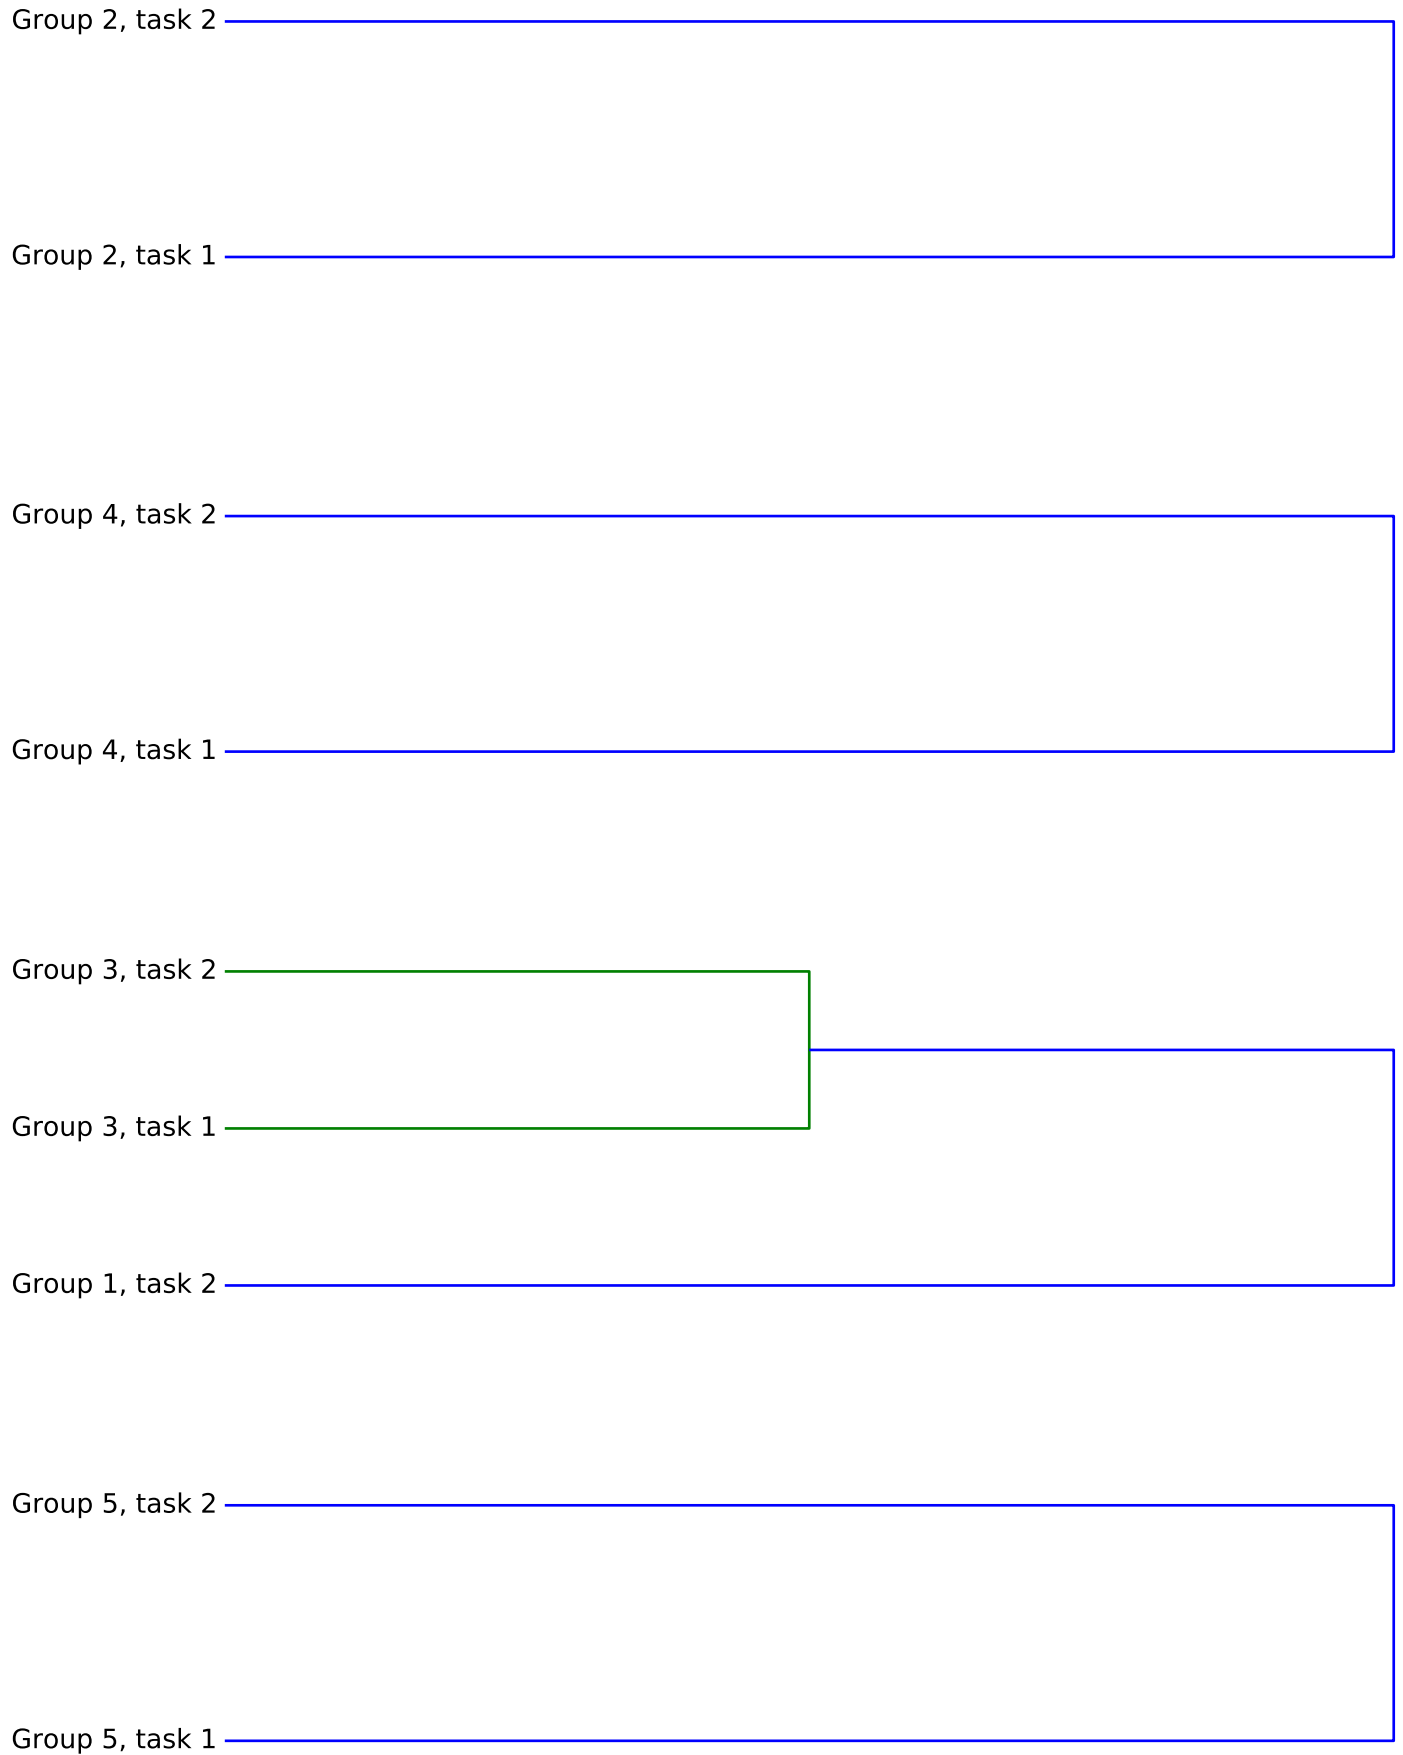 Group 2, task 2
Group 2, task 1
Group 4, task 2
Group 4, task 1
Group 3, task 2
Group 3, task 1
Group 1, task 2
Group 5, task 2
Group 5, task 1